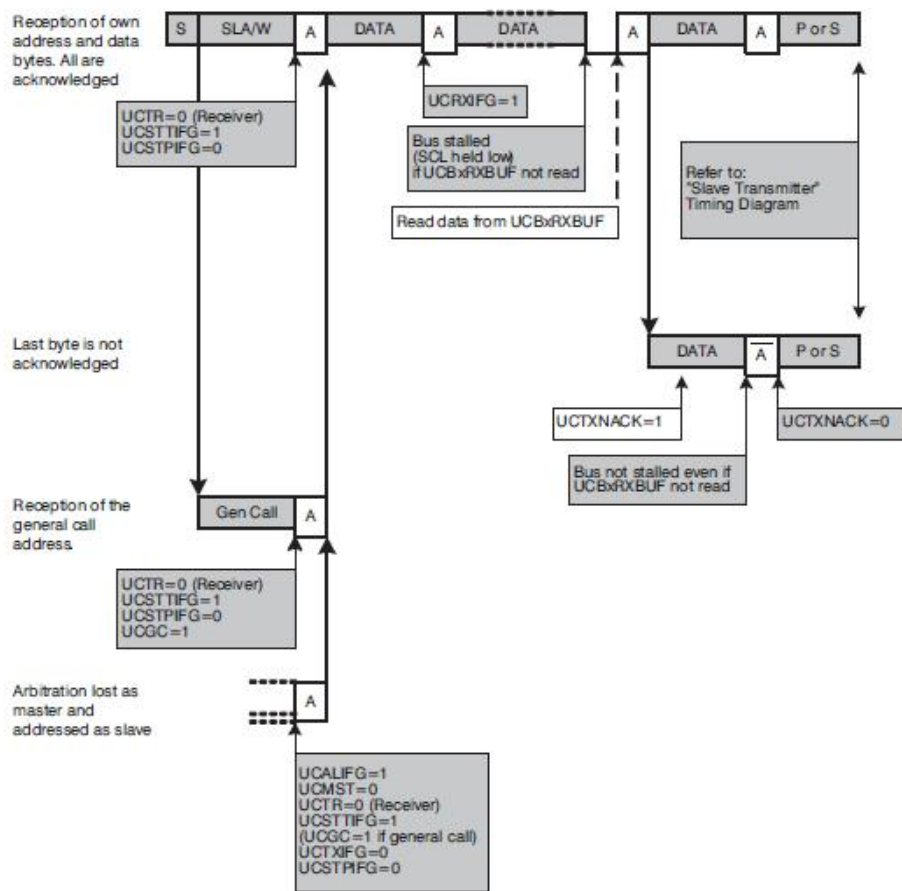 Reception of own
address and data
bytes. All are
acknowledged
S SLA/W A DATA A DATA A DATA A P or S
UCTR=0 (Receiver)
UCSTTIFG=1
UCSTPIFG=0
UCRXIFG=1
Bus stalled
(SCL held low)
if UCBxRXBUF not read
Read data from UCBxRXBUF
Refer to:
"Slave Transmitter"
Timing Diagram
Last byte is not
acknowledged
DATA A P or S
UCTXNACK=1
UCTXNACK=0
Bus not stalled even if
UCBxRXBUF not read
Reception of the
general call
address.
Gen Call A
UCTR=0 (Receiver)
UCSTTIFG=1
UCSTPIFG=0
UCGC=1
Arbitration lost as
master and
addressed as slave
A
UCALIFG=1
UCMST=0
UCTR=0 (Receiver)
UCSTTIFG=1
(UCGC=1 if general call)
UCTXIFG=0
UCSTPIFG=0